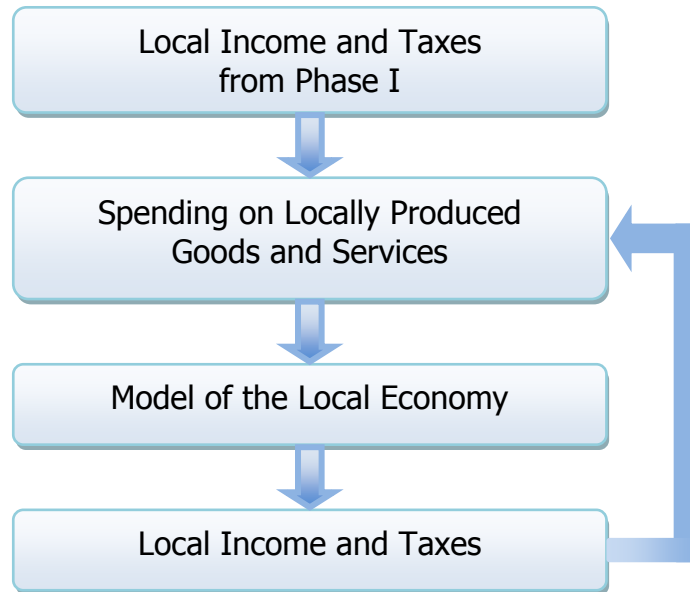 Local Income and Taxes
from Phase I
Spending on Locally Produced
Goods and Services
Model of the Local Economy
Local Income and Taxes